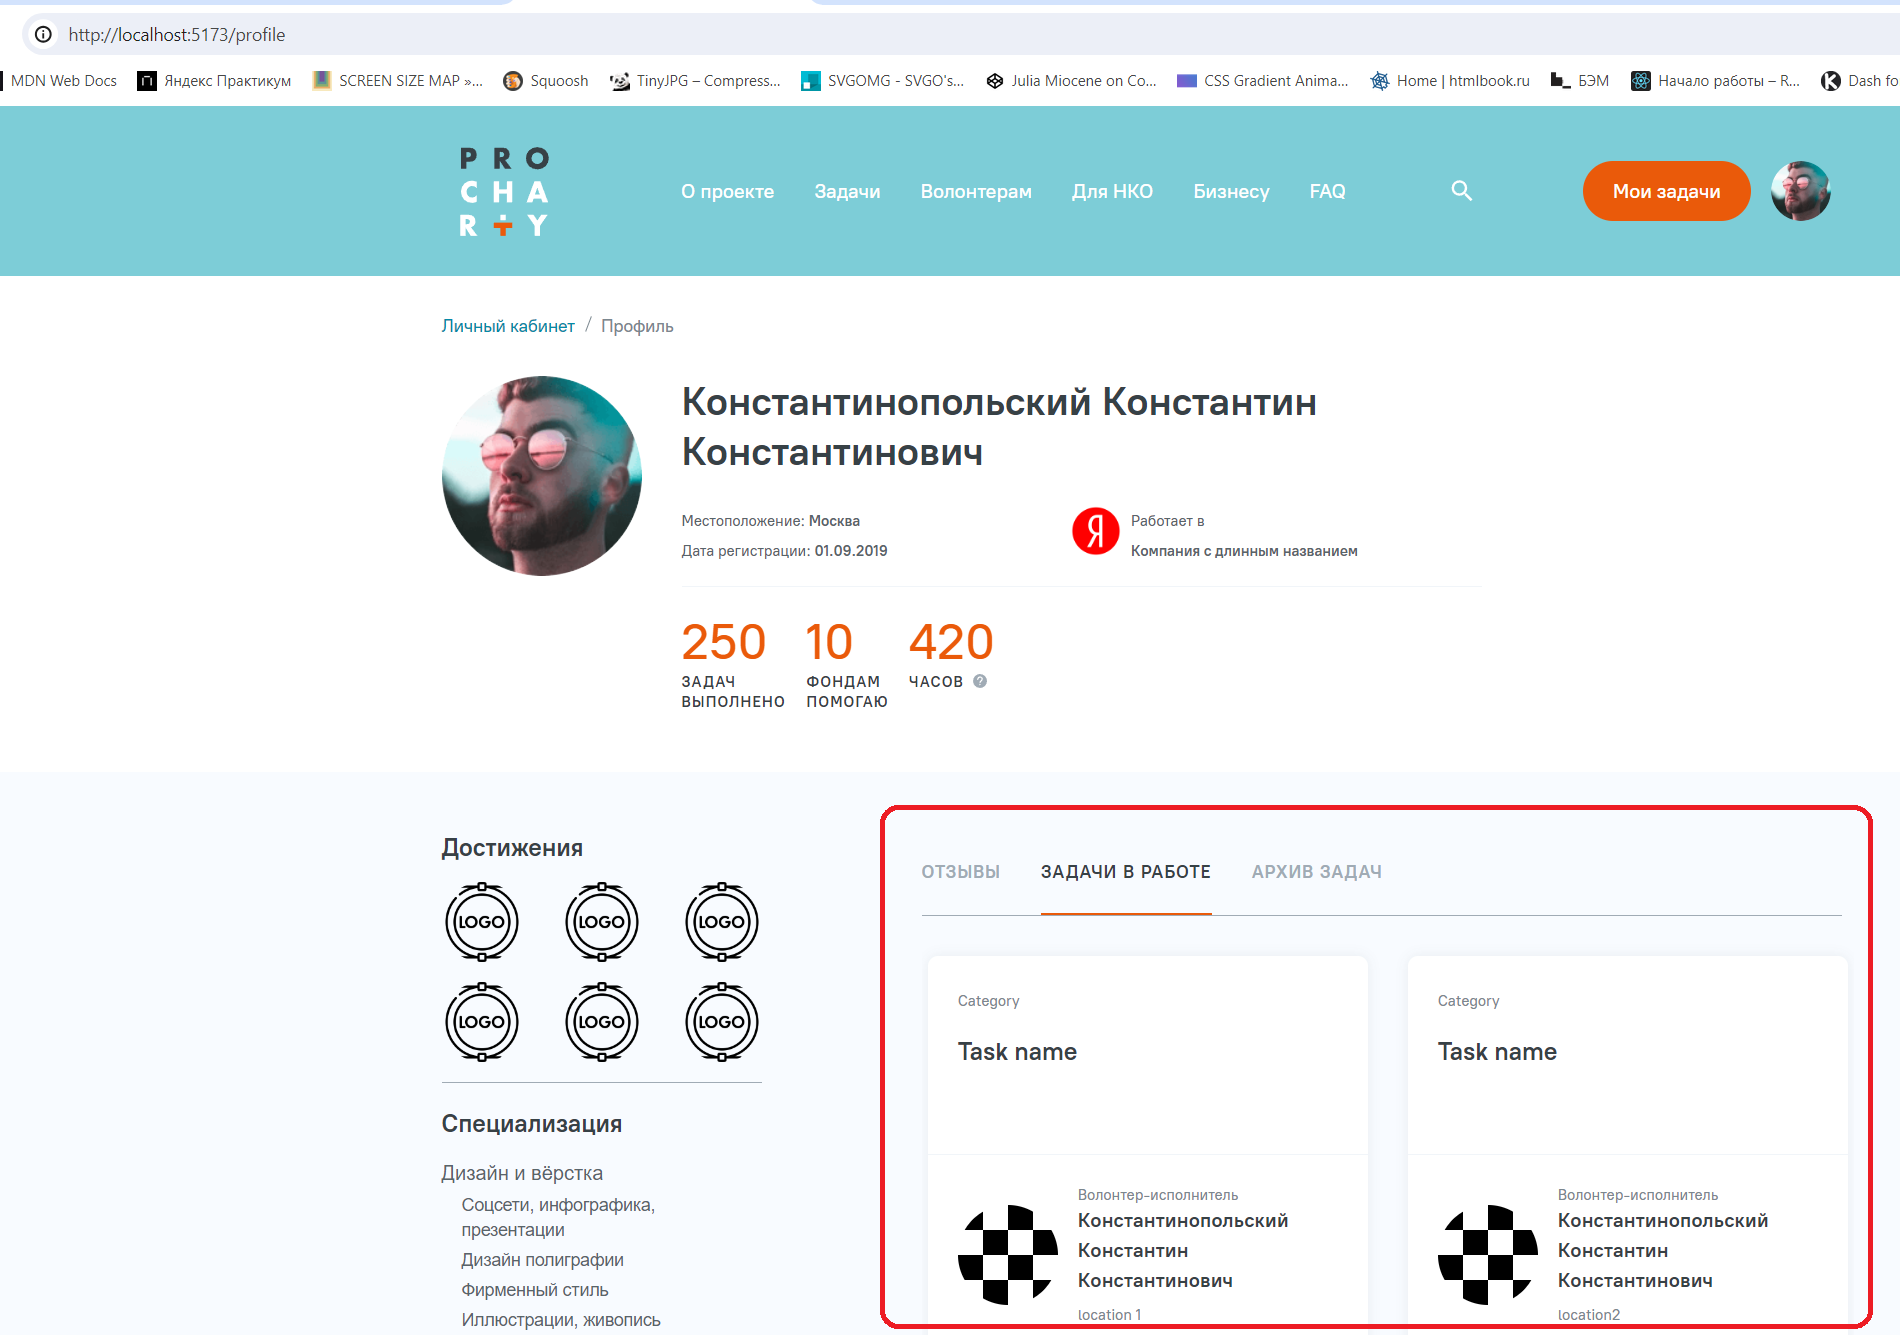 http://localhost:5173/profile
MDN Web Docs
Яндекс Практикум
SCREEN SIZE MAP »...
Squoosh
TinyJPG – Compress...
SVGOMG - SVGO's...
Julia Miocene on Co...
CSS Gradient Anima...
Home | htmlbook.ru
БЭМ
Начало работы – R...
Dash fo
PRO
CHA
R+Y
О проекте
Задачи
Волонтерам
Для НКО
Бизнесу
FAQ
Мои задачи
Личный кабинет / Профиль
Константинопольский Константин
Константинович
Местоположение: Москва
Дата регистрации: 01.09.2019
Я
Работает в
Компания с длинным названием
250
ЗАДАЧ
ВЫПОЛНЕНО
10
ФОНДАМ
ПОМОГАЮ
420
ЧАСОВ ?
Достижения
LOGO
LOGO
LOGO
LOGO
LOGO
LOGO
Специализация
Дизайн и вёрстка
Соцсети, инфографика,
презентации
Дизайн полиграфии
Фирменный стиль
Иллюстрации, живопись
ОТЗЫВЫ
ЗАДАЧИ В РАБОТЕ
АРХИВ ЗАДАЧ
Category
Task name
Волонтер-исполнитель
Константинопольский
Константин
Константинович
location 1
Category
Task name
Волонтер-исполнитель
Константинопольский
Константин
Константинович
location2